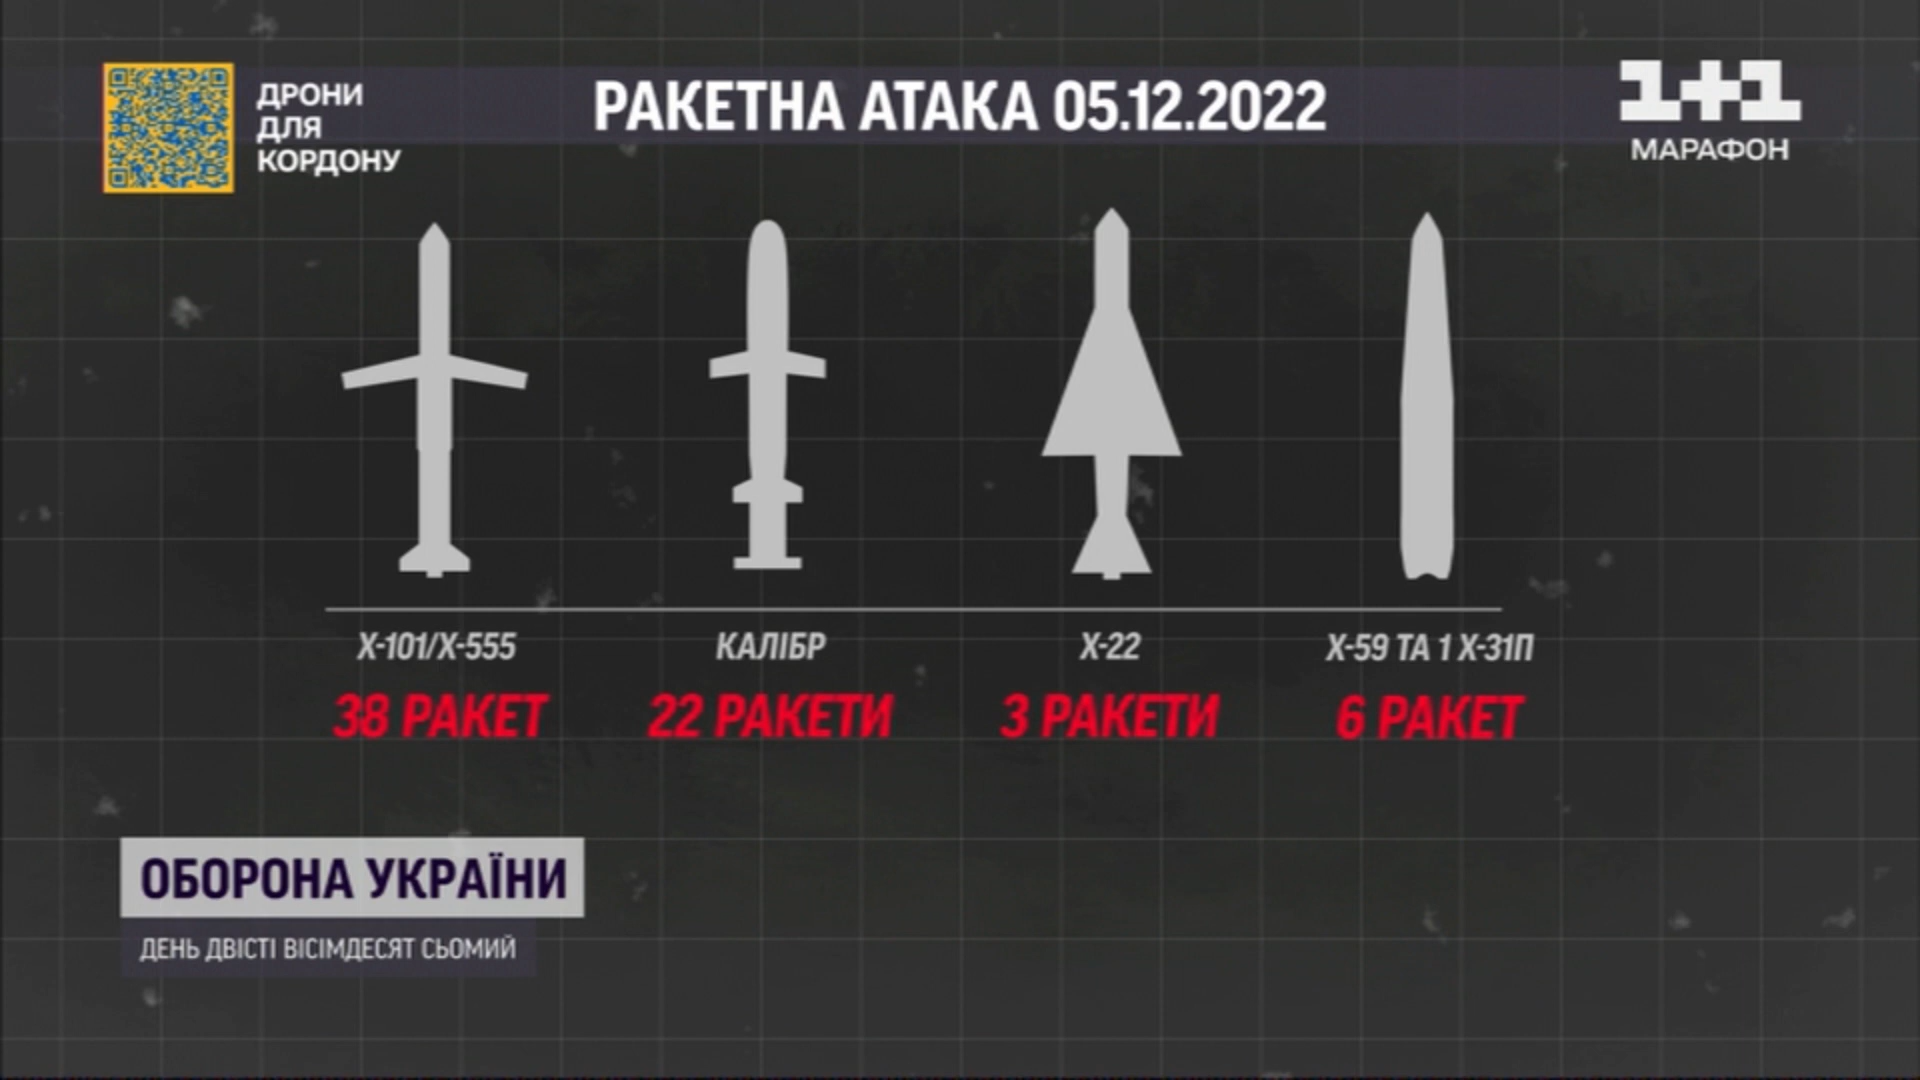 ДРОНИ
ДЛЯ
КОРДОНУ
РАКЕТНА АТАКА 05.12.2022
1+1
МАРАФОН
Х-101/Х-555
КАЛІБР
Х-22
Х-59 ТА 1 Х-31П
38 РАКЕТ
22 РАКЕТИ
3 РАКЕТИ
6 РАКЕТ
ОБОРОНА УКРАЇНИ
ДЕНЬ ДВІСТІ ВІСІМДЕСЯТ СЬОМИЙ